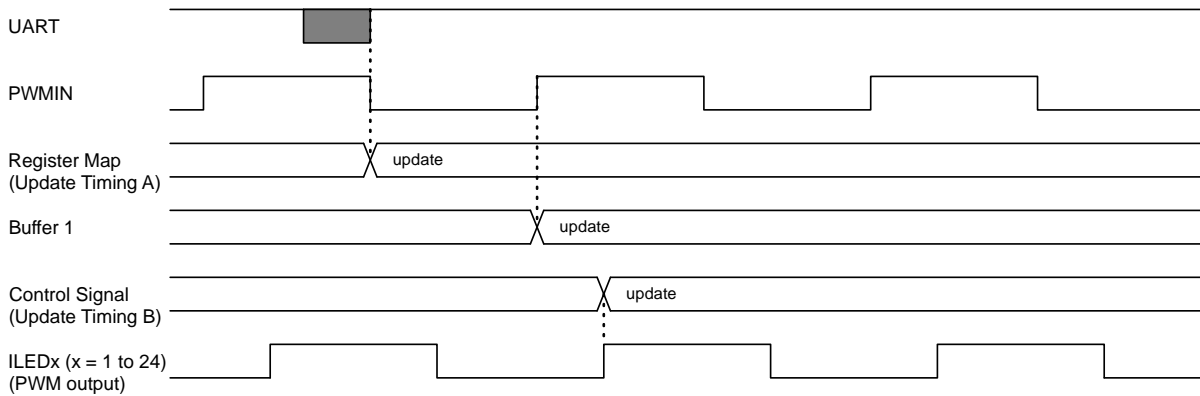 UART
PWMIN
Register Map
(Update Timing A)
update
Buffer 1
update
Control Signal
(Update Timing B)
update
ILEDx (x = 1 to 24)
(PWM output)